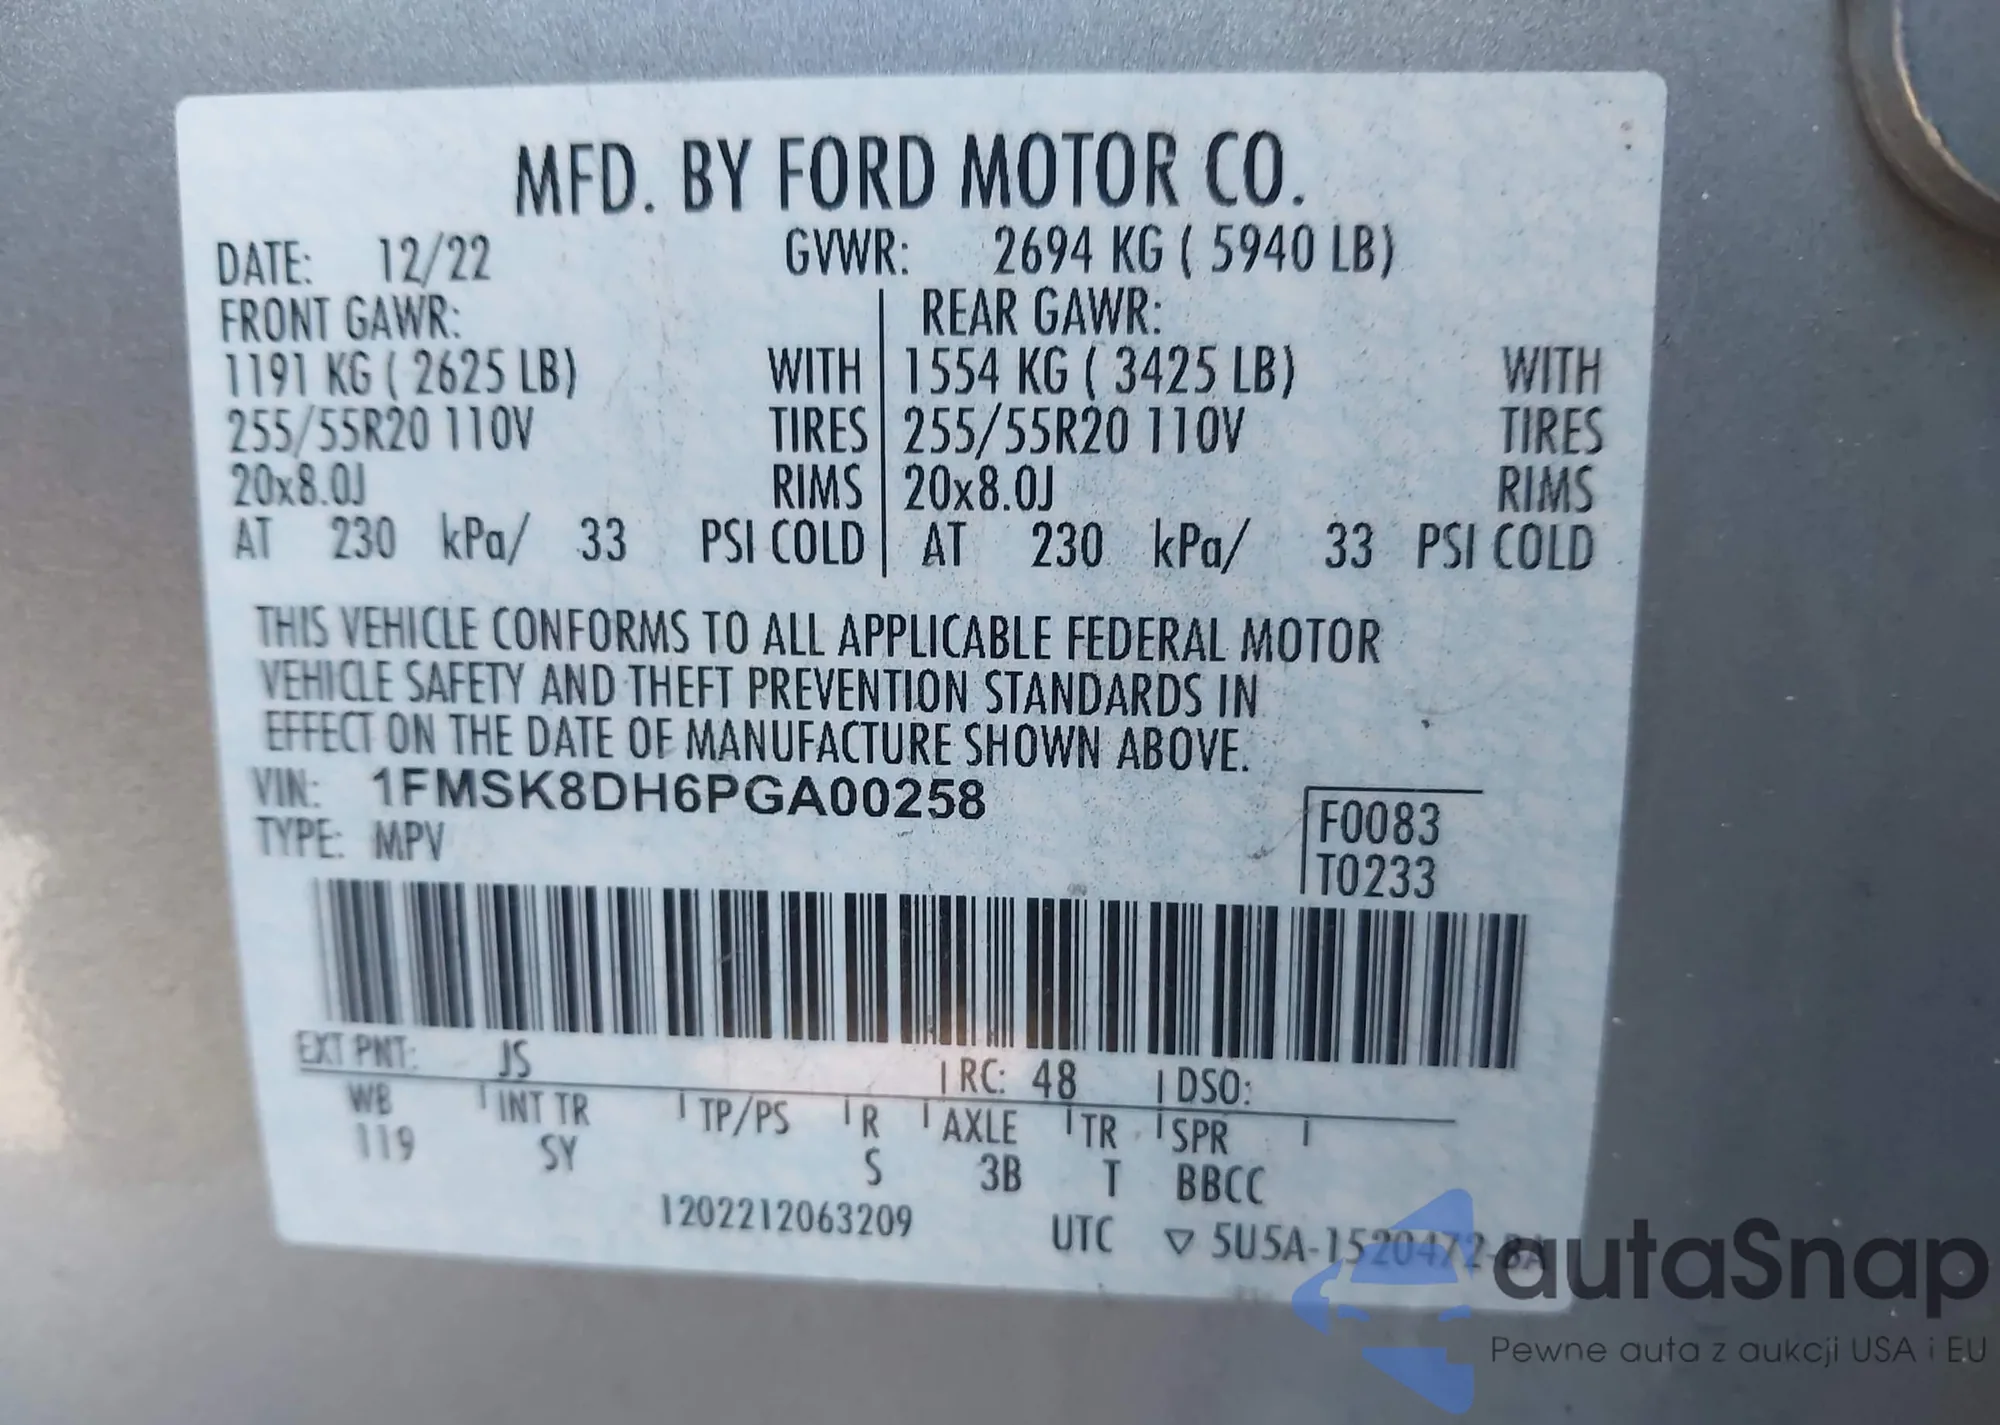 MFD. BY FORD MOTOR CO.
DATE: 12/22 GVWR: 2694 KG ( 5940 LB)
FRONT GAWR: REAR GAWR:
1191 KG ( 2625 LB) WITH 1554 KG ( 3425 LB) WITH
255/55R20 110V TIRES 255/55R20 110V TIRES
20x8.0J RIMS 20x8.0J RIMS
AT 230 kPa/ 33 PSI COLD AT 230 kPa/ 33 PSI COLD
THIS VEHICLE CONFORMS TO ALL APPLICABLE FEDERAL MOTOR
VEHICLE SAFETY AND THEFT PREVENTION STANDARDS IN
EFFECT ON THE DATE OF MANUFACTURE SHOWN ABOVE.
VIN: 1FMSK8DH6PGA00258
TYPE: MPV
F0083
T0233
EXT PNT: JS RC: 48 DSO:
WB INT TR TP/PS R AXLE TR SPR
119 SY S 3B T BBCC
1202212063209 UTC ▽ 5U5A-1520472-BA
autaSnap
Pewne auta z aukcji USA i EU